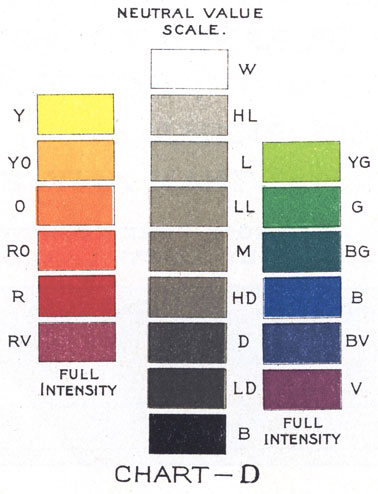 NEUTRAL VALUE
SCALE.
W
Y HL
YO L YG
O LL G
RO M BG
R HD B
RV D BV
FULL
INTENSITY
LD V
B
FULL
INTENSITY
CHART – D